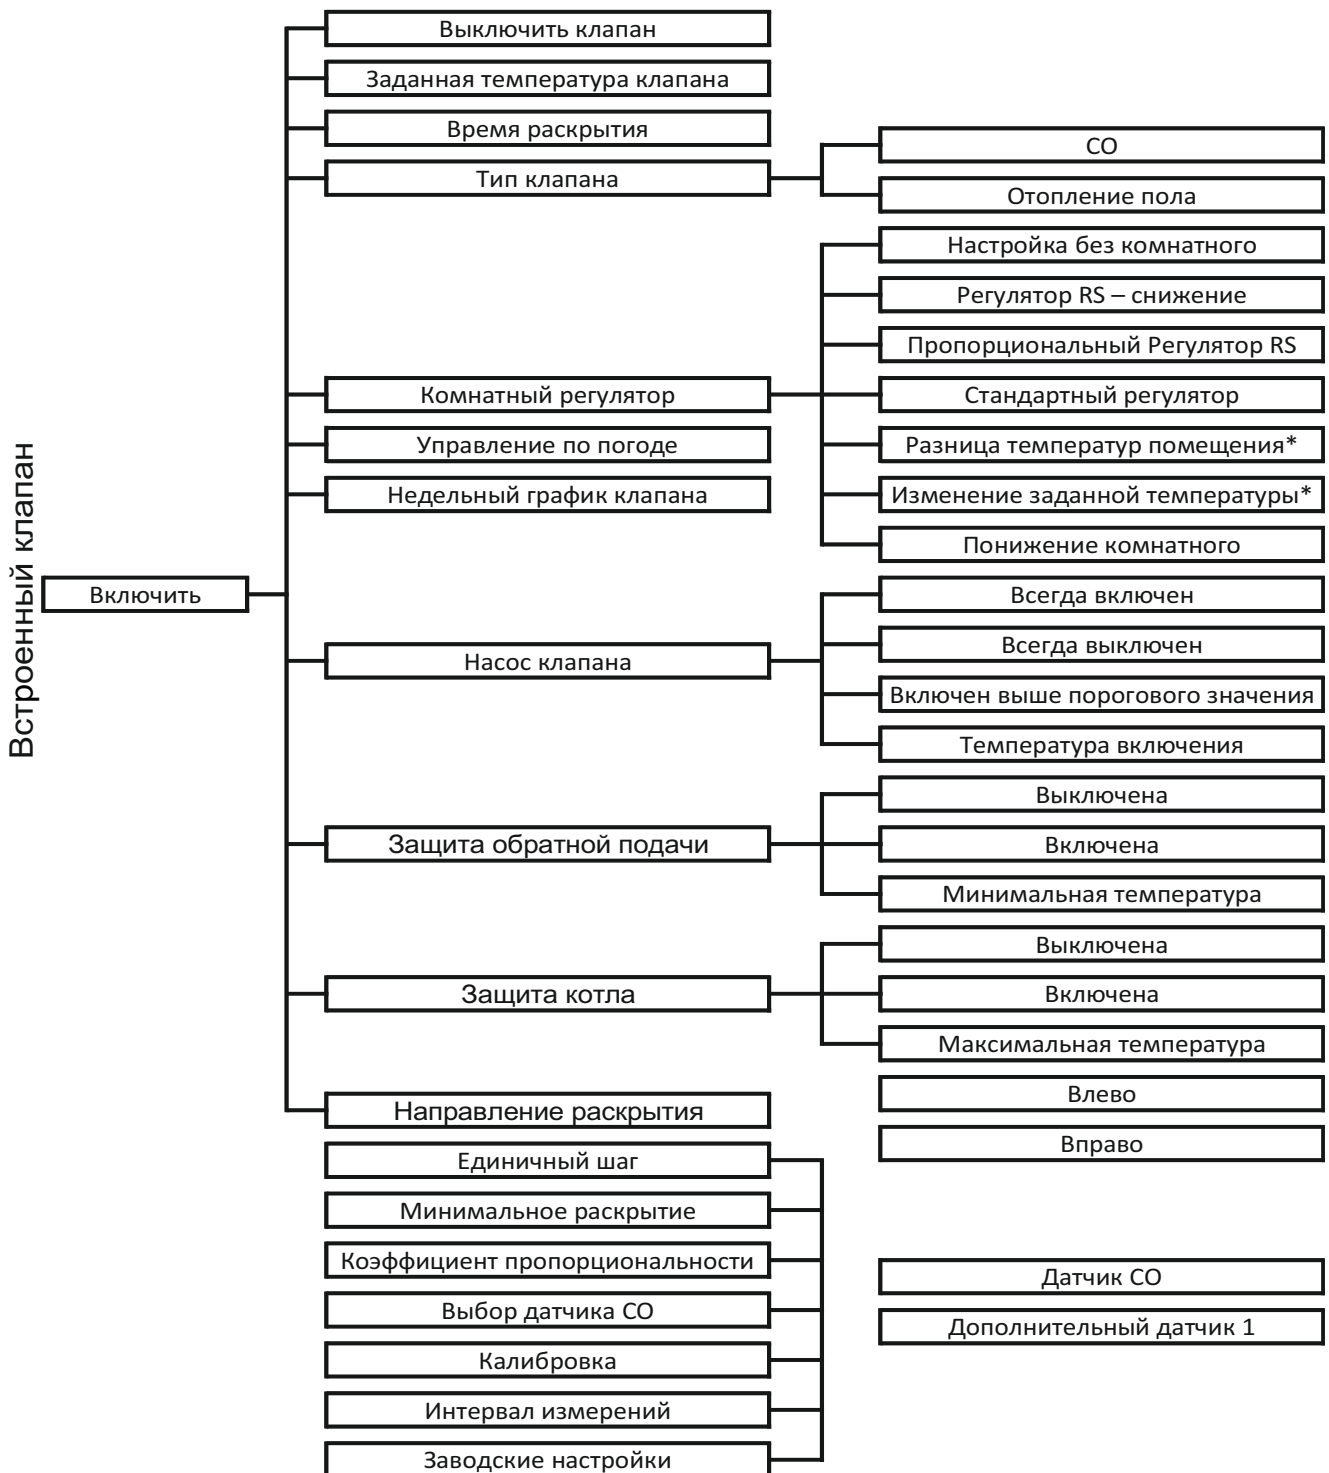 Встроенный клапан
Включить
Выключить клапан
Заданная температура клапана
Время раскрытия
Тип клапана
СО
Отопление пола
Комнатный регулятор
Настройка без комнатного
Регулятор RS – снижение
Пропорциональный Регулятор RS
Стандартный регулятор
Разница температур помещения*
Изменение заданной температуры*
Понижение комнатного
Управление по погоде
Недельный график клапана
Насос клапана
Всегда включен
Всегда выключен
Включен выше порогового значения
Температура включения
Защита обратной подачи
Выключена
Включена
Минимальная температура
Защита котла
Выключена
Включена
Максимальная температура
Направление раскрытия
Влево
Вправо
Единичный шаг
Минимальное раскрытие
Коэффициент пропорциональности
Выбор датчика СО
Датчик СО
Дополнительный датчик 1
Калибровка
Интервал измерений
Заводские настройки